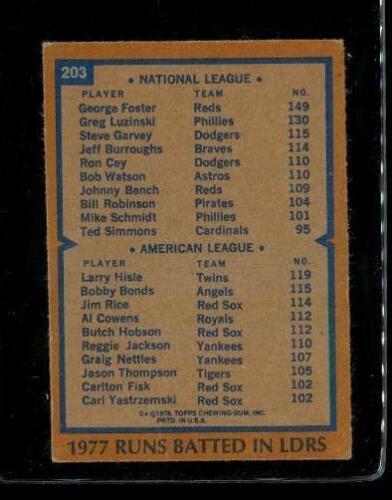 203
• NATIONAL LEAGUE •
PLAYER TEAM NO.
George Foster Reds 149
Greg Luzinski Phillies 130
Steve Garvey Dodgers 115
Jeff Burroughs Braves 114
Ron Cey Dodgers 110
Bob Watson Astros 110
Johnny Bench Reds 109
Bill Robinson Pirates 104
Mike Schmidt Phillies 101
Ted Simmons Cardinals 95
• AMERICAN LEAGUE •
PLAYER TEAM NO.
Larry Hisle Twins 119
Bobby Bonds Angels 115
Jim Rice Red Sox 114
Al Cowens Royals 112
Butch Hobson Red Sox 112
Reggie Jackson Yankees 110
Graig Nettles Yankees 107
Jason Thompson Tigers 105
Carlton Fisk Red Sox 102
Carl Yastrzemski Red Sox 102
D* © 1978, TOPPS CHEWING GUM, INC.
PRTD. IN U.S.A.
1977 RUNS BATTED IN LDRS